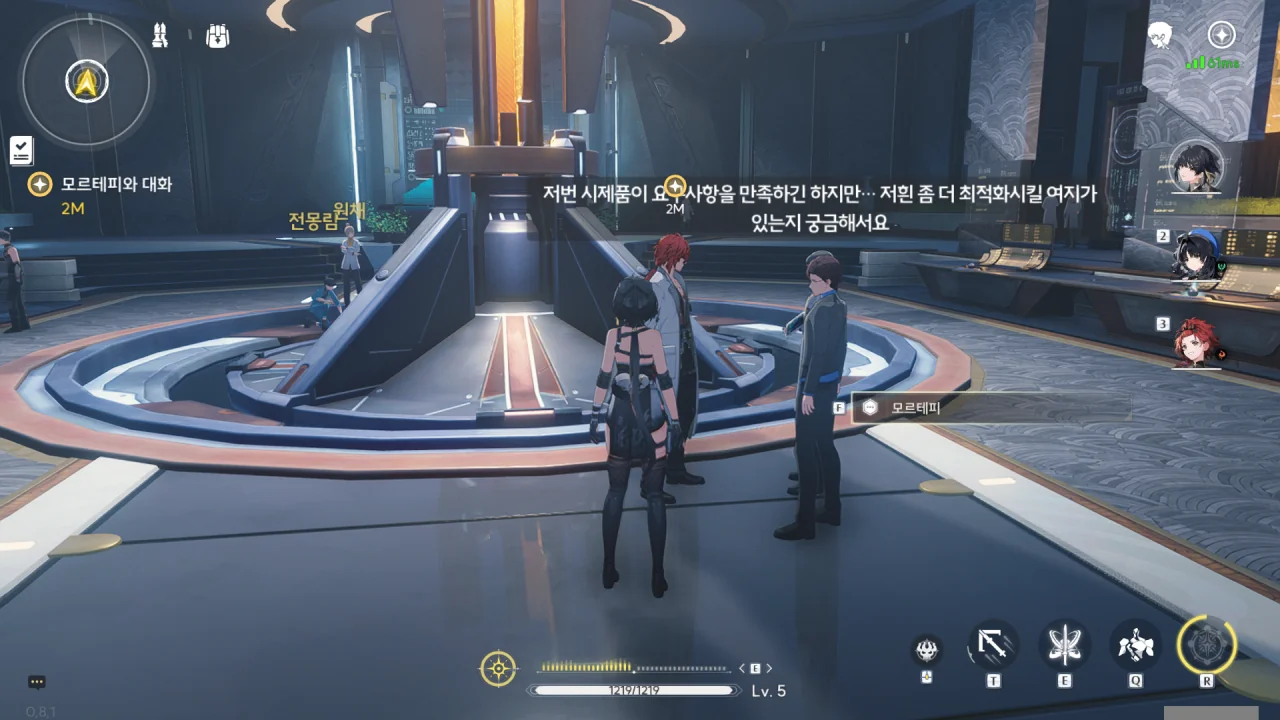 61ms
모르테피와 대화
2M
저번 시제품이 요구사항을 만족하긴 하지만… 저흰 좀 더 최적화시킬 여지가
있는지 궁금해서요
2M
원채
전몽림
2
3
F 모르테피
E
1219/1219
Lv. 5
T
E
Q
R
0.8.1